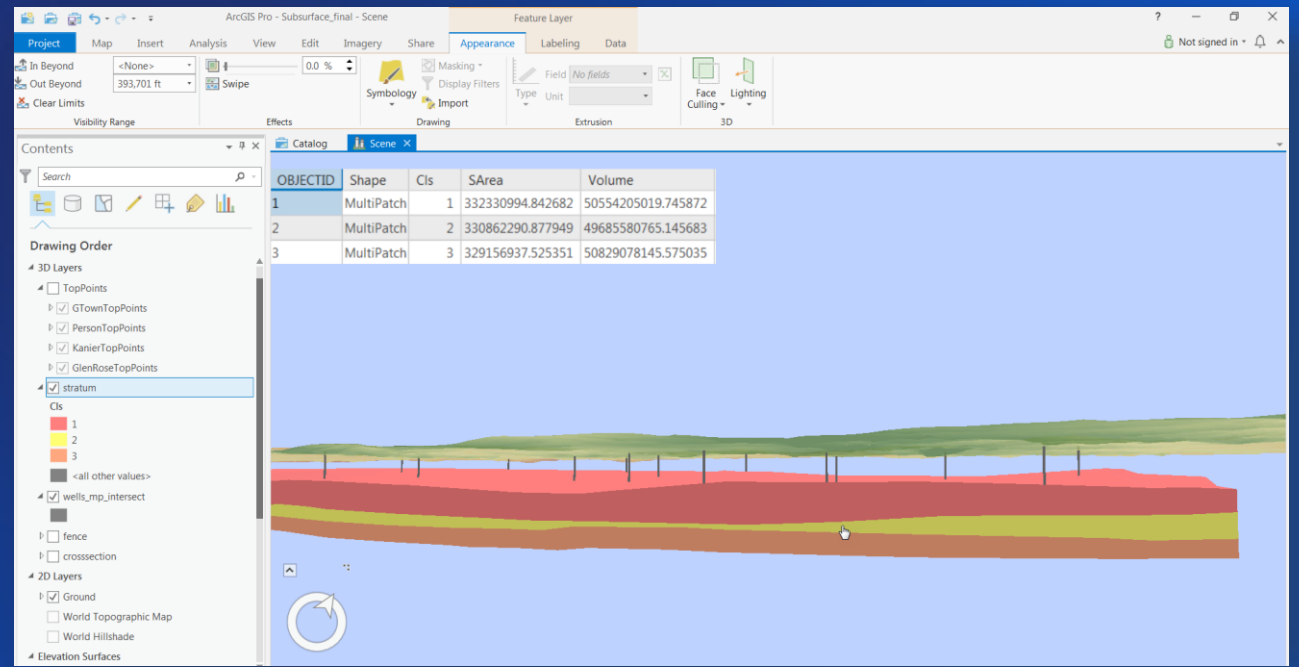 ArcGIS Pro - Subsurface_final - Scene
Feature Layer
?
Project Map Insert Analysis View Edit Imagery Share Appearance Labeling Data
Not signed in
In Beyond <None>
Out Beyond 393,701 ft
Clear Limits
Visibility Range
0.0 %
Swipe
Effects
Symbology
Masking
Display Filters
Import
Drawing
Type
Field No fields
Unit
Extrusion
Face Culling
Lighting
3D
Contents
Search
Drawing Order
3D Layers
TopPoints
GTownTopPoints
PersonTopPoints
KanierTopPoints
GlenRoseTopPoints
stratum
Cls
1
2
3
<all other values>
wells_mp_intersect
fence
crosssection
2D Layers
Ground
World Topographic Map
World Hillshade
Elevation Surfaces
Catalog Scene
OBJECTID Shape Cls SArea Volume
1 MultiPatch 1 332330994.842682 50554205019.745872
2 MultiPatch 2 330862290.877949 49685580765.145683
3 MultiPatch 3 329156937.525351 50829078145.575035